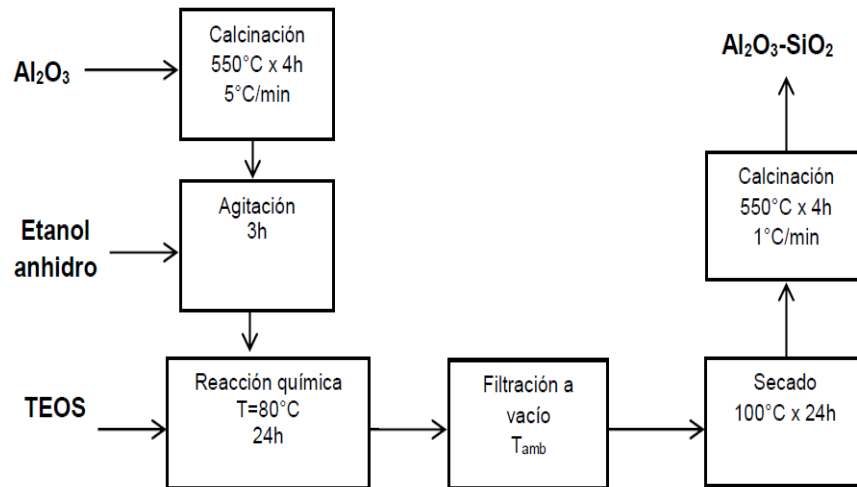 Al₂O₃
Calcinación
550°C x 4h
5°C/min
Etanol
anhidro
Agitación
3h
TEOS
Reacción química
T=80°C
24h
Filtración a
vacío
Tamb
Secado
100°C x 24h
Calcinación
550°C x 4h
1°C/min
Al₂O₃-SiO₂